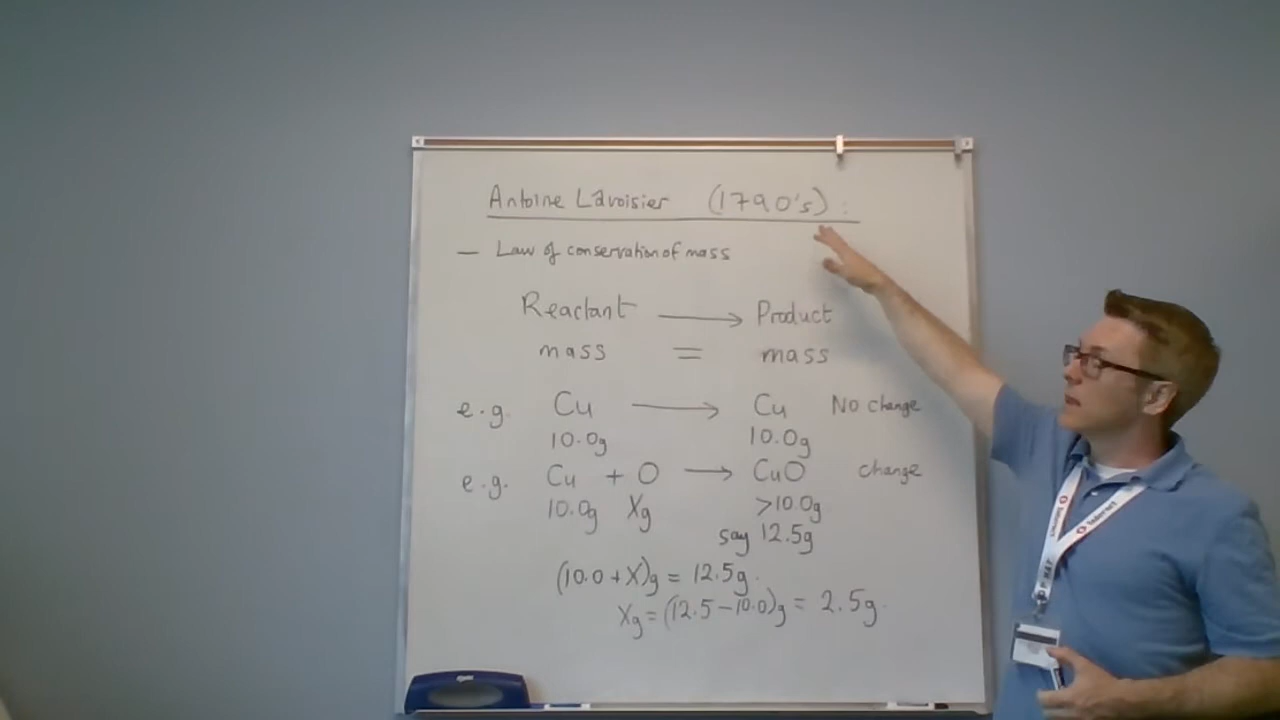 Antoine Lavoisier (1790's) :
— Law of conservation of mass
Reactant → Product
mass = mass
e.g. Cu → Cu No change
10.0g 10.0g
e.g. Cu + O → CuO change
10.0g Xg >10.0g
say 12.5g
(10.0 + X)g = 12.5g.
Xg = (12.5 - 10.0)g = 2.5g.